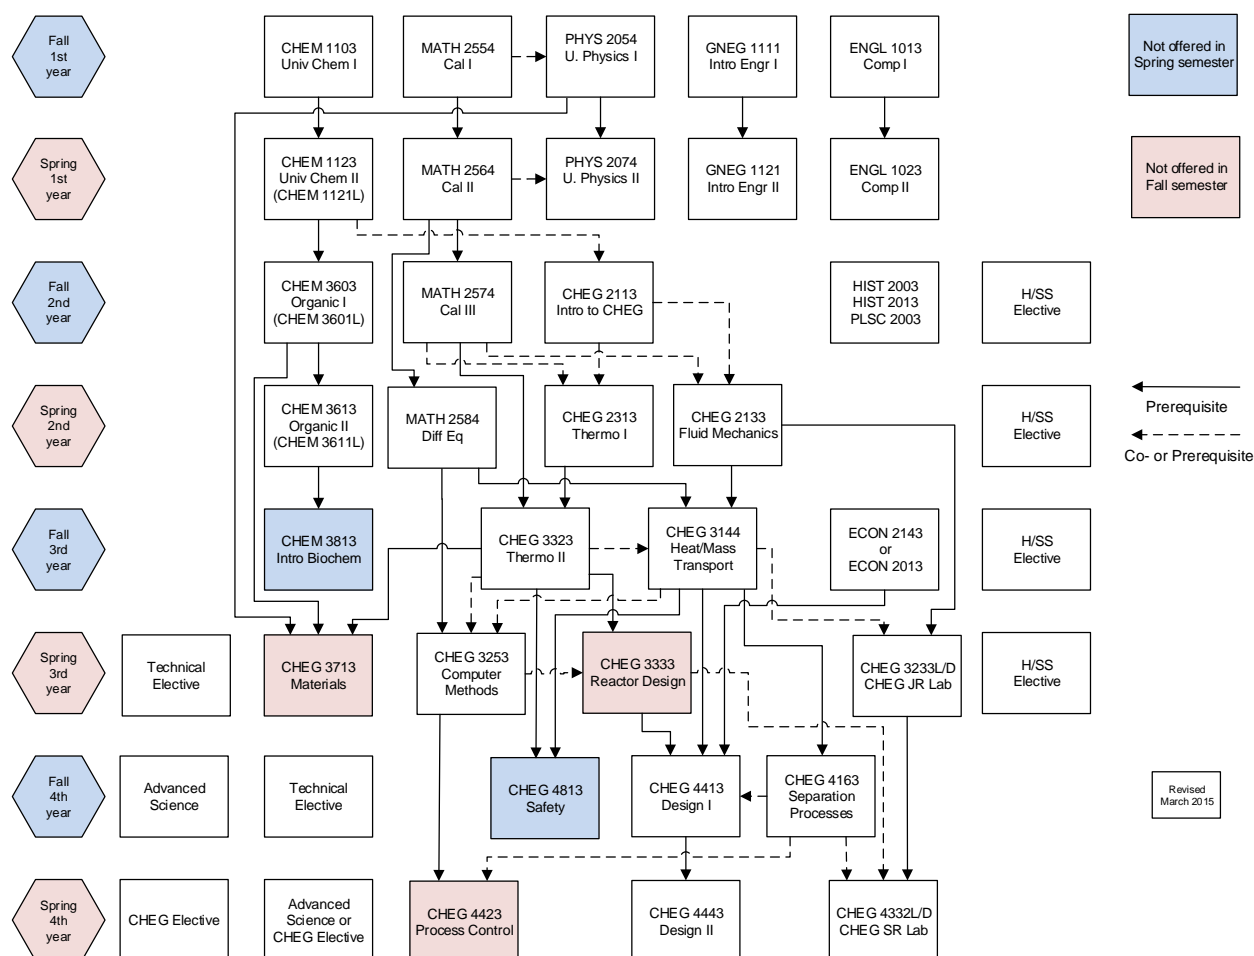 Fall
1st
year
CHEM 1103
Univ Chem I
MATH 2554
Cal I
PHYS 2054
U. Physics I
GNEG 1111
Intro Engr I
ENGL 1013
Comp I
Not offered in
Spring semester
Spring
1st
year
CHEM 1123
Univ Chem II
(CHEM 1121L)
MATH 2564
Cal II
PHYS 2074
U. Physics II
GNEG 1121
Intro Engr II
ENGL 1023
Comp II
Not offered in
Fall semester
Fall
2nd
year
CHEM 3603
Organic I
(CHEM 3601L)
MATH 2574
Cal III
CHEG 2113
Intro to CHEG
HIST 2003
HIST 2013
PLSC 2003
H/SS
Elective
Spring
2nd
year
CHEM 3613
Organic II
(CHEM 3611L)
MATH 2584
Diff Eq
CHEG 2313
Thermo I
CHEG 2133
Fluid Mechanics
H/SS
Elective
Prerequisite
Co- or Prerequisite
Fall
3rd
year
CHEM 3813
Intro Biochem
CHEG 3323
Thermo II
CHEG 3144
Heat/Mass
Transport
ECON 2143
or
ECON 2013
H/SS
Elective
Spring
3rd
year
Technical
Elective
CHEG 3713
Materials
CHEG 3253
Computer
Methods
CHEG 3333
Reactor Design
CHEG 3233L/D
CHEG JR Lab
H/SS
Elective
Fall
4th
year
Advanced
Science
Technical
Elective
CHEG 4813
Safety
CHEG 4413
Design I
CHEG 4163
Separation
Processes
Revised
March 2015
Spring
4th
year
CHEG Elective
Advanced
Science or
CHEG Elective
CHEG 4423
Process Control
CHEG 4443
Design II
CHEG 4332L/D
CHEG SR Lab